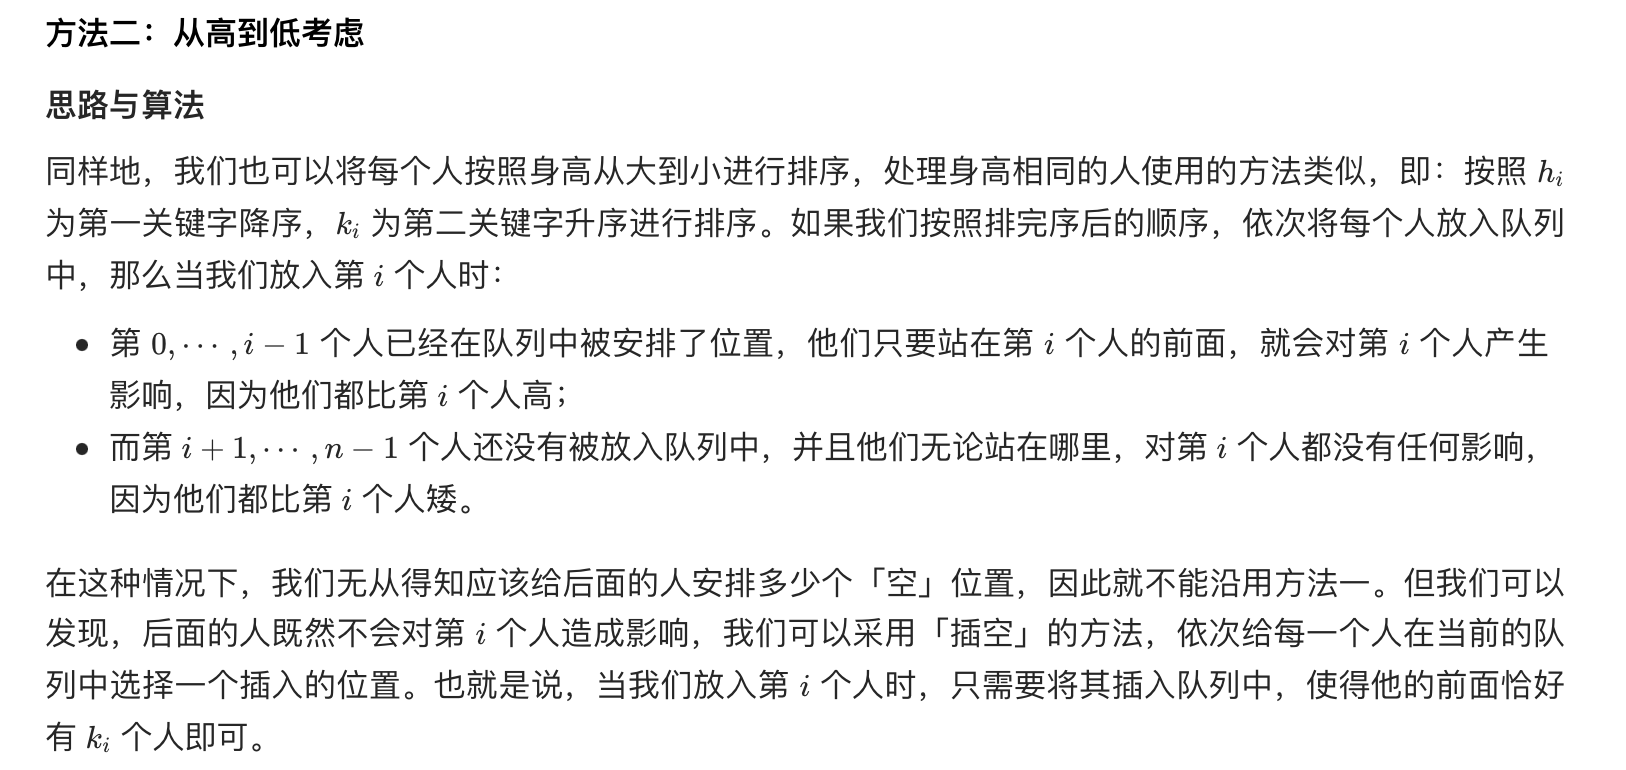 方法二：从高到低考虑
思路与算法
同样地，我们也可以将每个人按照身高从大到小进行排序，处理身高相同的人使用的方法类似，即：按照 h_i
为第一关键字降序，k_i 为第二关键字升序进行排序。如果我们按照排完序后的顺序，依次将每个人放入队列
中，那么当我们放入第 i 个人时：
• 第 0, ⋯ , i − 1 个人已经在队列中被安排了位置，他们只要站在第 i 个人的前面，就会对第 i 个人产生
影响，因为他们都比第 i 个人高；
• 而第 i + 1, ⋯ , n − 1 个人还没有被放入队列中，并且他们无论站在哪里，对第 i 个人都没有任何影响，
因为他们都比第 i 个人矮。
在这种情况下，我们无从得知应该给后面的人安排多少个「空」位置，因此就不能沿用方法一。但我们可以
发现，后面的人既然不会对第 i 个人造成影响，我们可以采用「插空」的方法，依次给每一个人在当前的队
列中选择一个插入的位置。也就是说，当我们放入第 i 个人时，只需要将其插入队列中，使得他的前面恰好
有 k_i 个人即可。